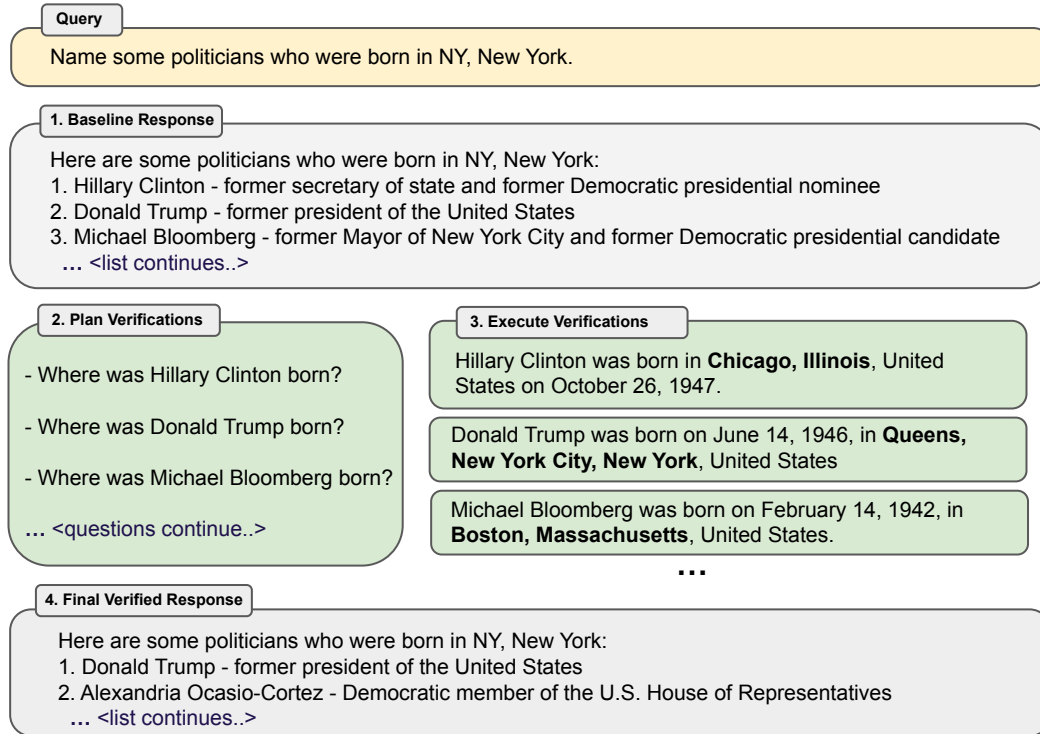 Query
Name some politicians who were born in NY, New York.
1. Baseline Response
Here are some politicians who were born in NY, New York:
1. Hillary Clinton - former secretary of state and former Democratic presidential nominee
2. Donald Trump - former president of the United States
3. Michael Bloomberg - former Mayor of New York City and former Democratic presidential candidate
... <list continues..>
2. Plan Verifications
- Where was Hillary Clinton born?
- Where was Donald Trump born?
- Where was Michael Bloomberg born?
... <questions continue..>
3. Execute Verifications
Hillary Clinton was born in Chicago, Illinois, United
States on October 26, 1947.
Donald Trump was born on June 14, 1946, in Queens,
New York City, New York, United States
Michael Bloomberg was born on February 14, 1942, in
Boston, Massachusetts, United States.
...
4. Final Verified Response
Here are some politicians who were born in NY, New York:
1. Donald Trump - former president of the United States
2. Alexandria Ocasio-Cortez - Democratic member of the U.S. House of Representatives
... <list continues..>